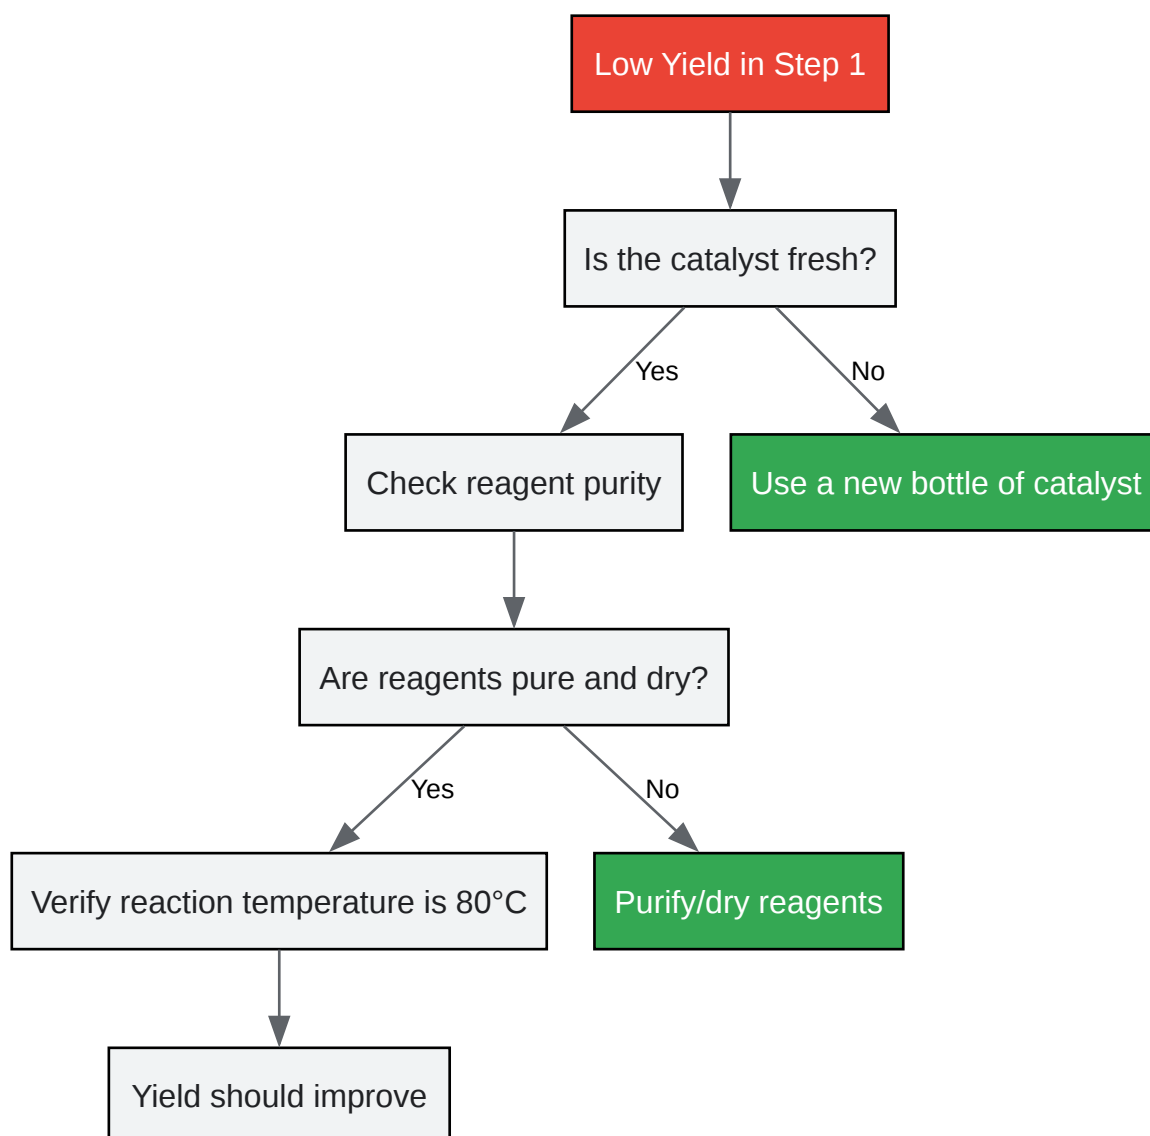 Low Yield in Step 1
Is the catalyst fresh?
Yes
No
Check reagent purity
Use a new bottle of catalyst
Are reagents pure and dry?
Yes
No
Verify reaction temperature is 80°C
Purify/dry reagents
Yield should improve